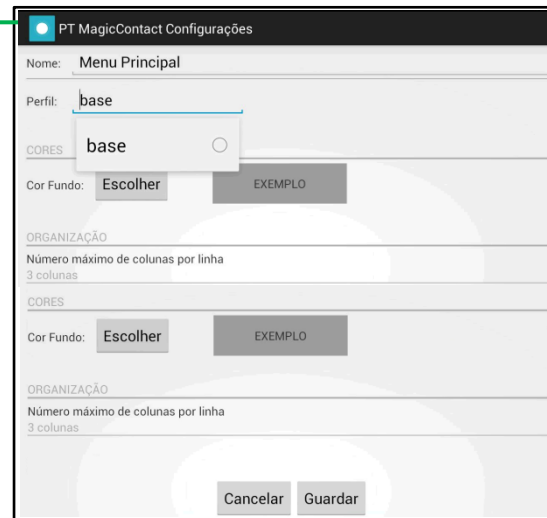 PT MagicContact Configurações
Nome: Menu Principal
Perfil: base
base
CORES
Cor Fundo: Escolher EXEMPLO
ORGANIZAÇÃO
Número máximo de colunas por linha
3 colunas
CORES
Cor Fundo: Escolher EXEMPLO
ORGANIZAÇÃO
Número máximo de colunas por linha
3 colunas
Cancelar Guardar